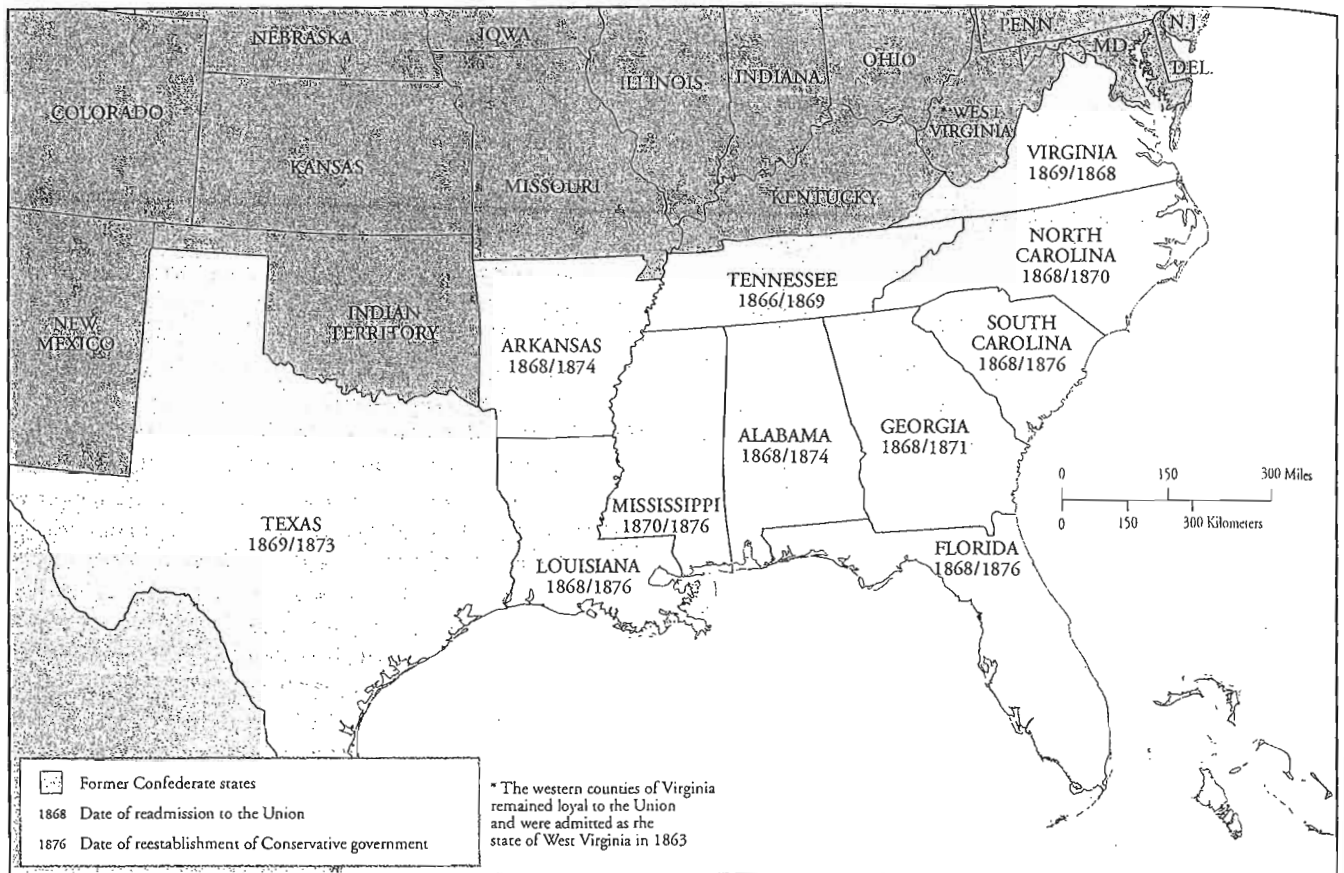 NEBRASKA
IOWA
ILLINOIS
INDIANA
OHIO
PENN
N.J.
MD.
DEL.
COLORADO
KANSAS
MISSOURI
KENTUCKY
*WEST
VIRGINIA
VIRGINIA
1869/1868
NEW
MEXICO
INDIAN
TERRITORY
ARKANSAS
1868/1874
TENNESSEE
1866/1869
NORTH
CAROLINA
1868/1870
SOUTH
CAROLINA
1868/1876
TEXAS
1869/1873
LOUISIANA
1868/1876
MISSISSIPPI
1870/1876
ALABAMA
1868/1874
GEORGIA
1868/1871
FLORIDA
1868/1876
0 150 300 Miles
0 150 300 Kilometers
Former Confederate states
1868 Date of readmission to the Union
1876 Date of reestablishment of Conservative government
* The western counties of Virginia
remained loyal to the Union
and were admitted as the
state of West Virginia in 1863